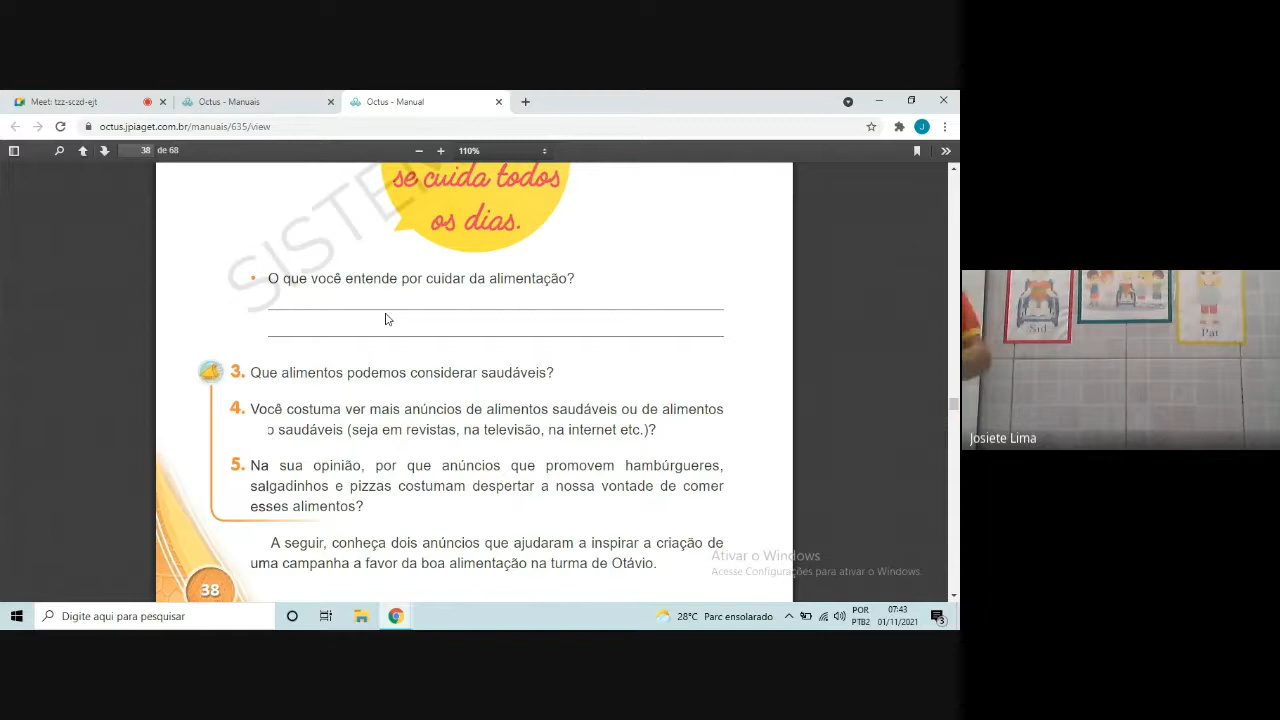 Meet: tzz-sczd-ejt
Octus - Manuais
Octus - Manual
octus.jpiaget.com.br/manuais/635/view
J
38 de 68
110%
SISTEM
se cuida todos
os dias.
• O que você entende por cuidar da alimentação?
3. Que alimentos podemos considerar saudáveis?
4. Você costuma ver mais anúncios de alimentos saudáveis ou de alimentos
o saudáveis (seja em revistas, na televisão, na internet etc.)?
5. Na sua opinião, por que anúncios que promovem hambúrgueres,
salgadinhos e pizzas costumam despertar a nossa vontade de comer
esses alimentos?
A seguir, conheça dois anúncios que ajudaram a inspirar a criação de
uma campanha a favor da boa alimentação na turma de Otávio.
38
Ativar o Windows
Acesse Configurações para ativar o Windows.
Digite aqui para pesquisar
28°C Parc ensolarado
POR
PTB2
07:43
01/11/2021
3
Sid
Pat
Josiete Lima